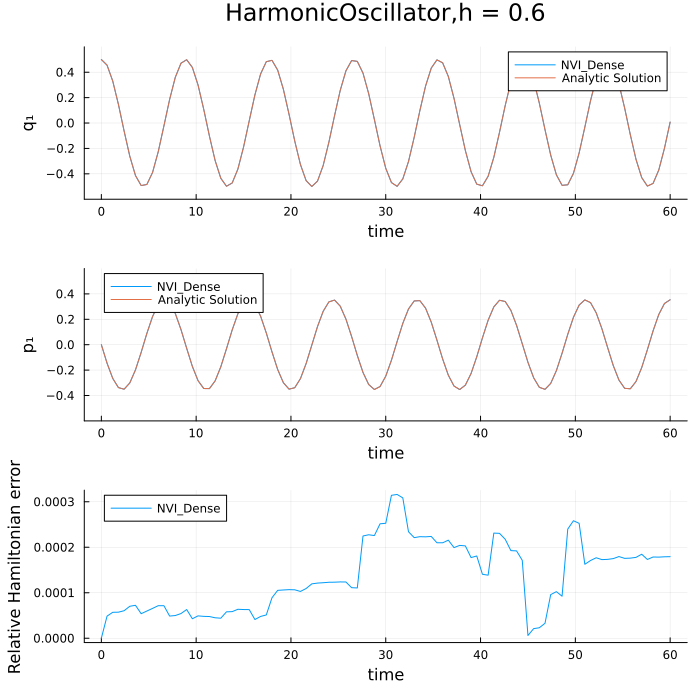 HarmonicOscillator,h = 0.6
q₁
0.4
0.2
0.0
−0.2
−0.4
NVI_Dense
Analytic Solution
0 10 20 30 40 50 60
time
p₁
0.4
0.2
0.0
−0.2
−0.4
NVI_Dense
Analytic Solution
0 10 20 30 40 50 60
time
Relative Hamiltonian error
0.0003
0.0002
0.0001
0.0000
NVI_Dense
0 10 20 30 40 50 60
time